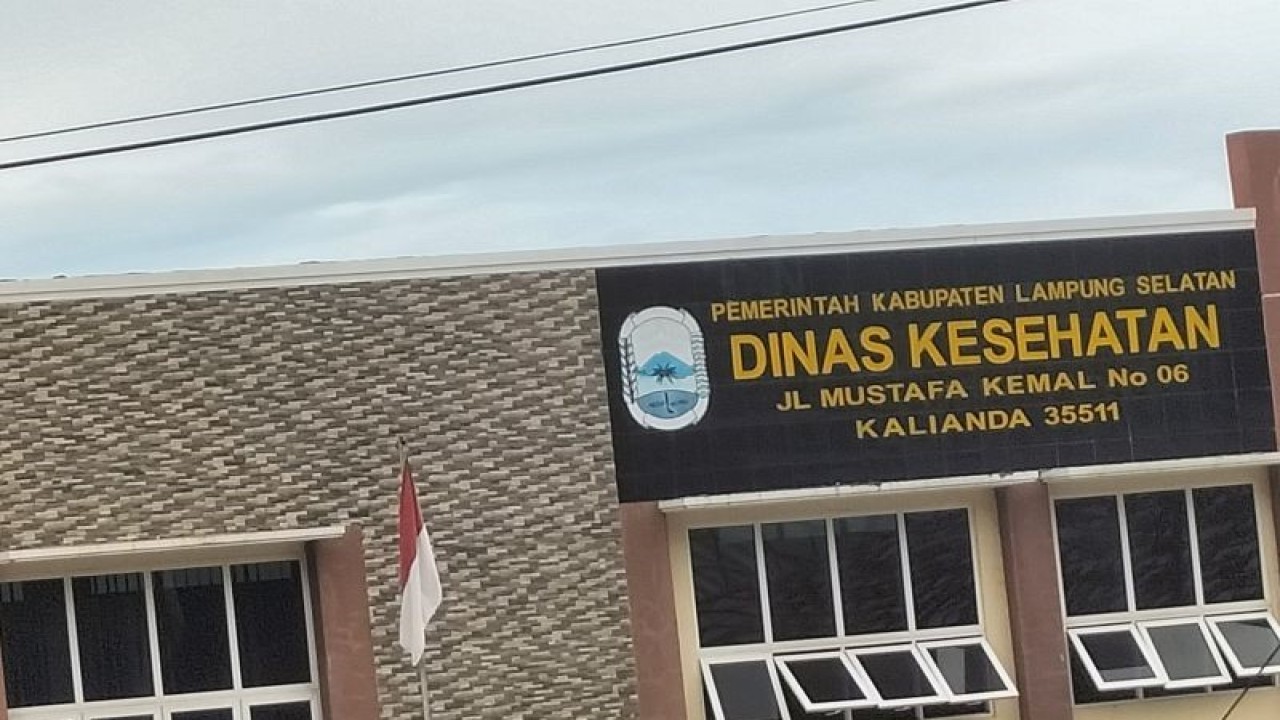 PEMERINTAH KABUPATEN LAMPUNG SELATAN
DINAS KESEHATAN
JL MUSTAFA KEMAL No 06
KALIANDA 35511